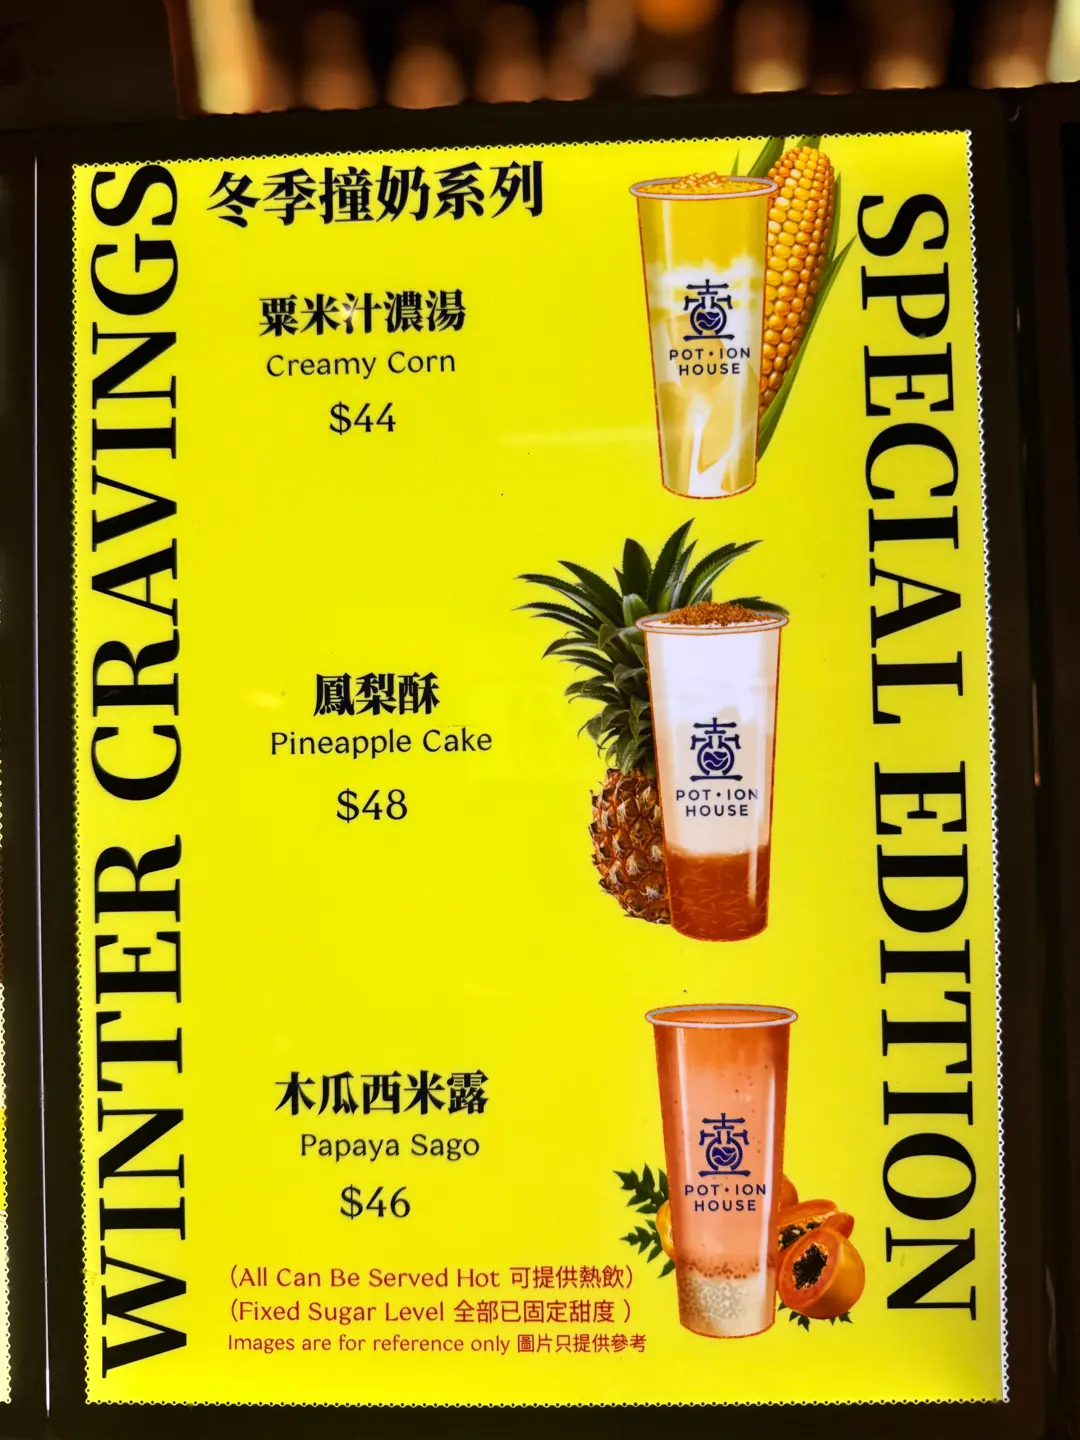 WINTER CRAVINGS
冬季撞奶系列
粟米汁濃湯
Creamy Corn
$44
POT·ION
HOUSE
鳳梨酥
Pineapple Cake
$48
POT·ION
HOUSE
木瓜西米露
Papaya Sago
$46
POT·ION
HOUSE
(All Can Be Served Hot 可提供熱飲)
(Fixed Sugar Level 全部已固定甜度 )
Images are for reference only 圖片只提供參考
SPECIAL EDITION